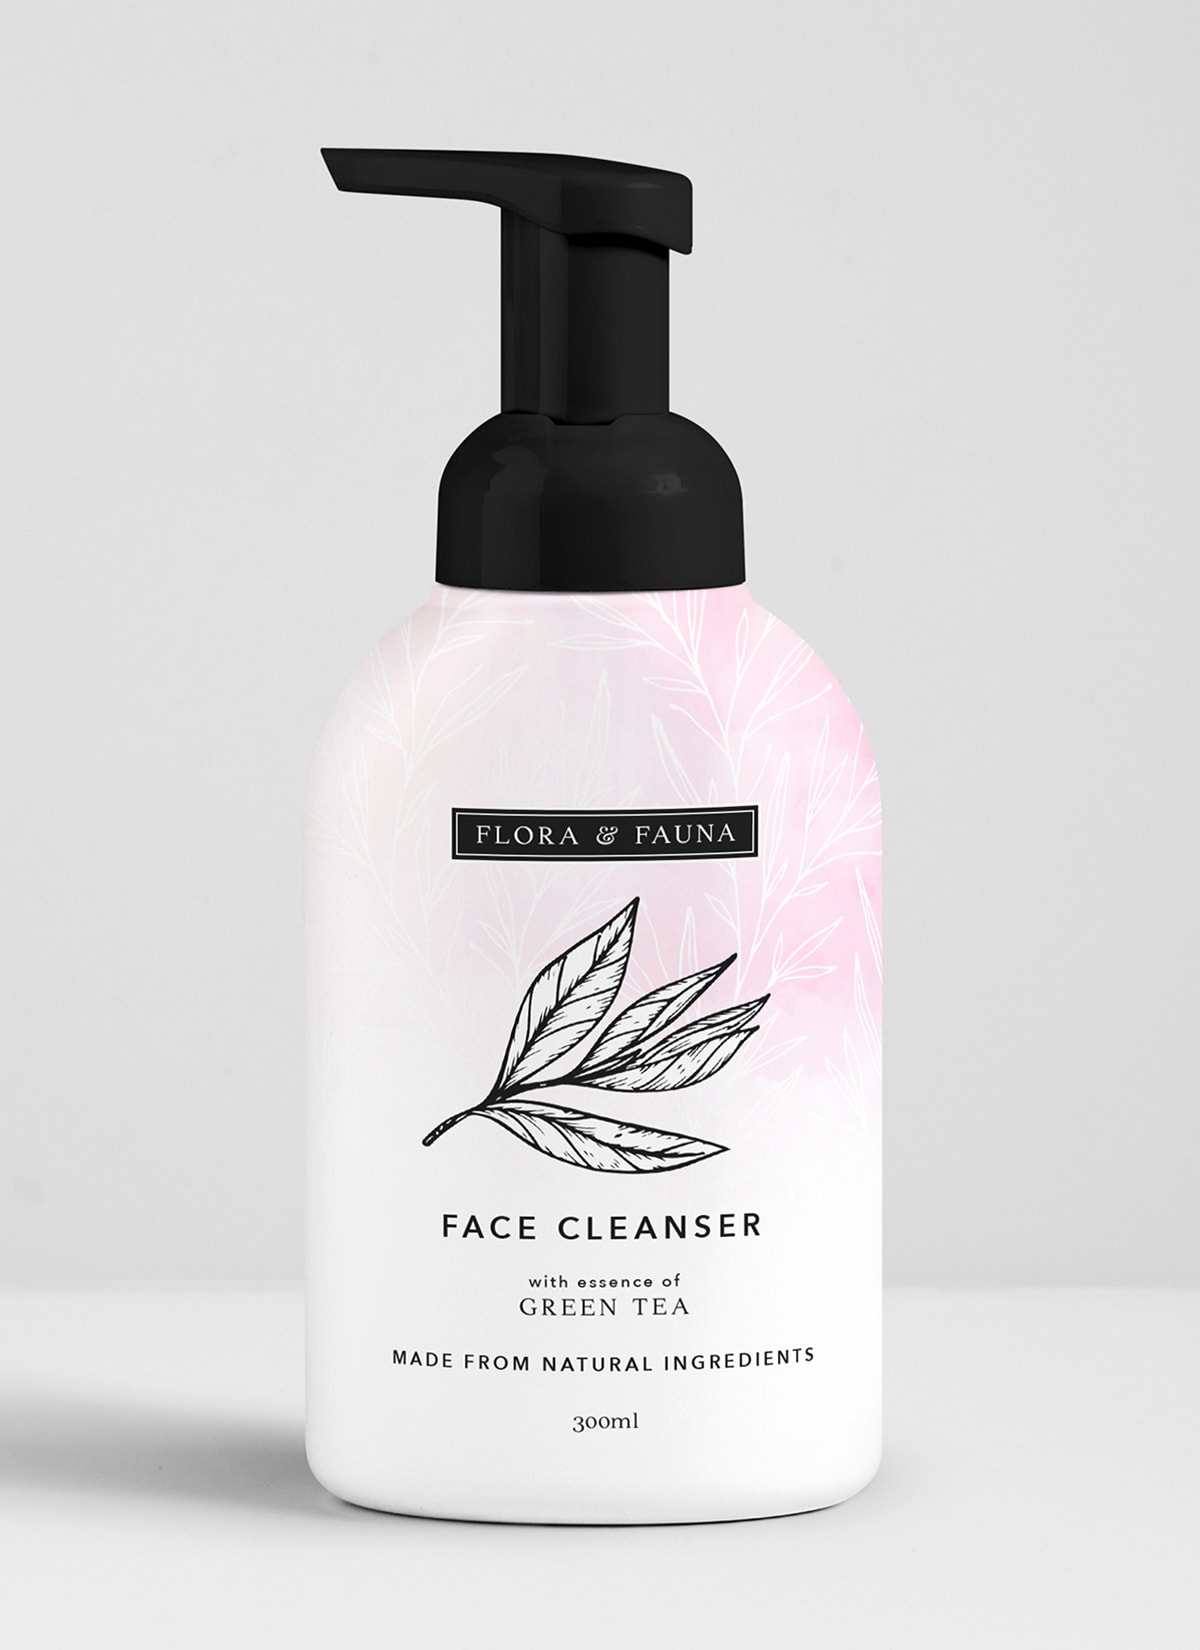 FLORA & FAUNA
FACE CLEANSER
with essence of
GREEN TEA
MADE FROM NATURAL INGREDIENTS
300ml